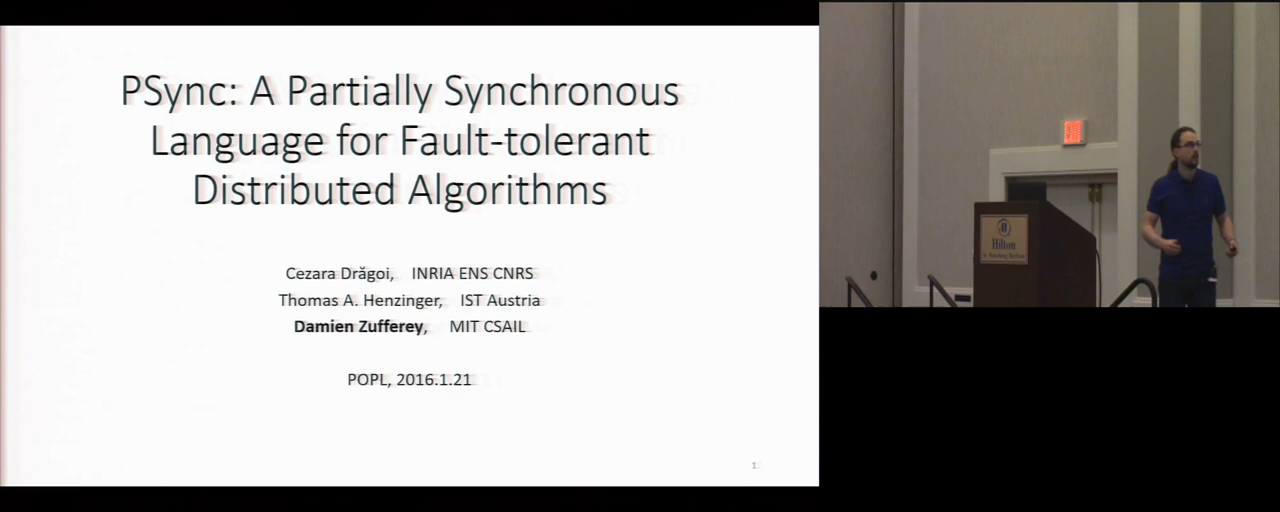 PSync: A Partially Synchronous
Language for Fault-tolerant
Distributed Algorithms
Cezara Drăgoi, INRIA ENS CNRS
Thomas A. Henzinger, IST Austria
Damien Zufferey, MIT CSAIL
POPL, 2016.1.21
1
Hilton